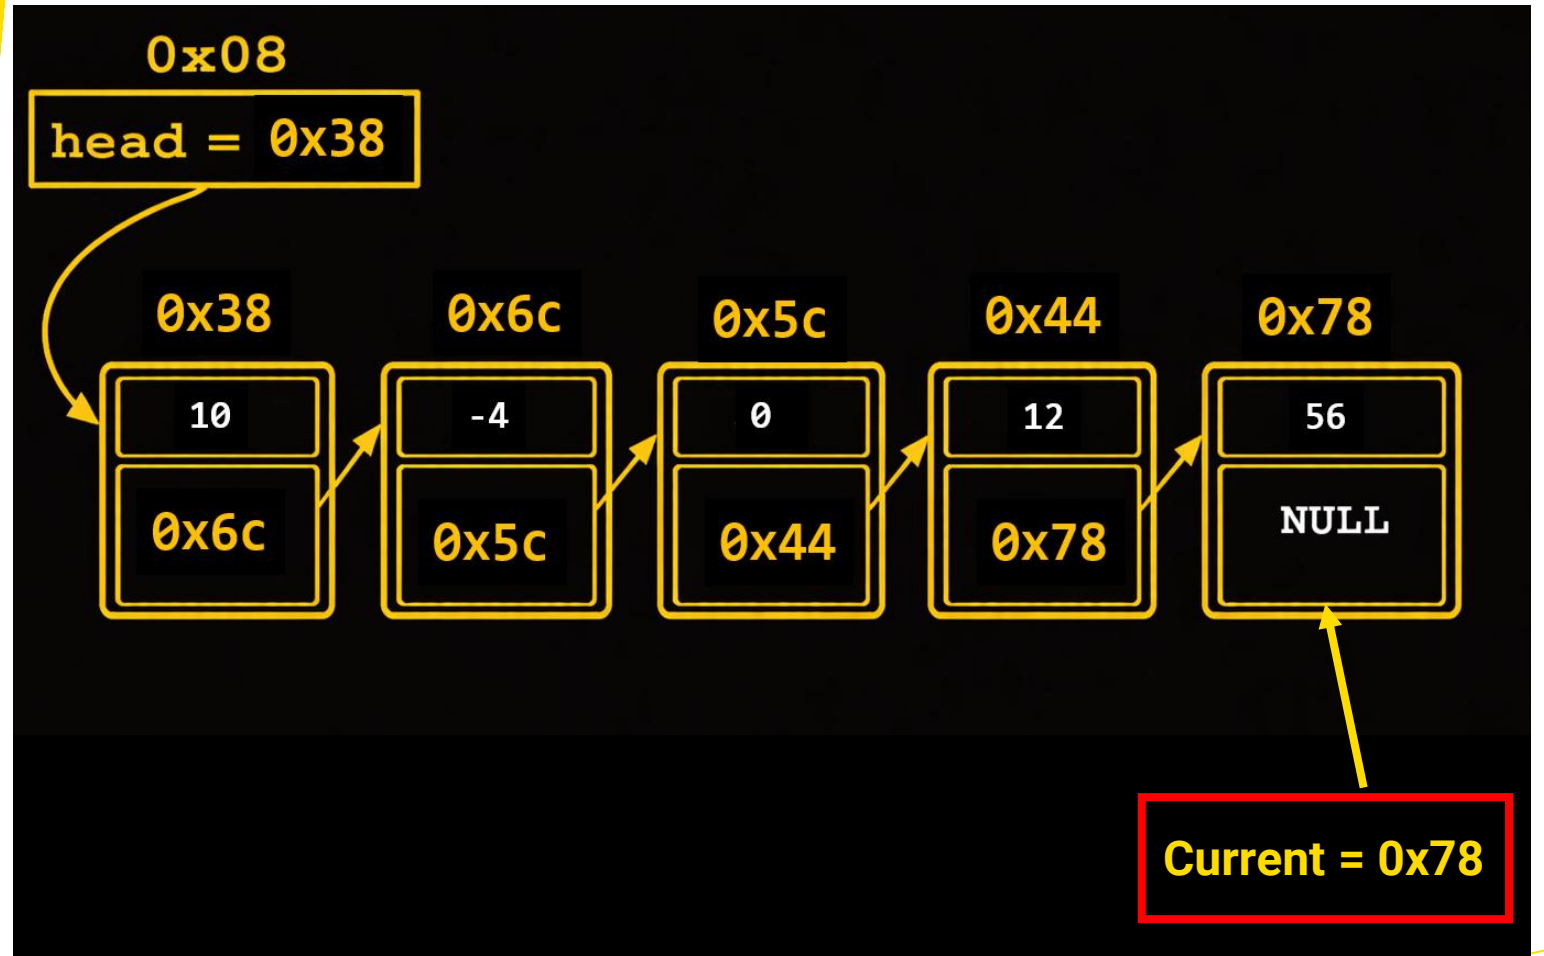 0x08
head = 0x38
0x38 0x6c 0x5c 0x44 0x78
10 -4 0 12 56
0x6c 0x5c 0x44 0x78 NULL
Current = 0x78